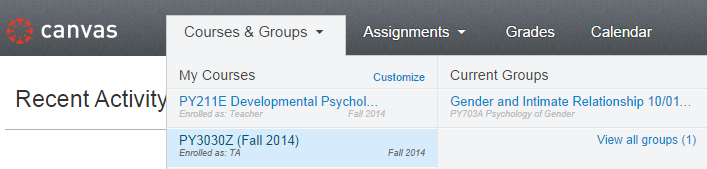 canvas
Courses & Groups
Assignments
Grades
Calendar
Recent Activity
My Courses
Customize
PY211E Developmental Psychol...
Enrolled as: Teacher
Fall 2014
PY3030Z (Fall 2014)
Enrolled as: TA
Fall 2014
Current Groups
Gender and Intimate Relationship 10/01...
PY703A Psychology of Gender
View all groups (1)